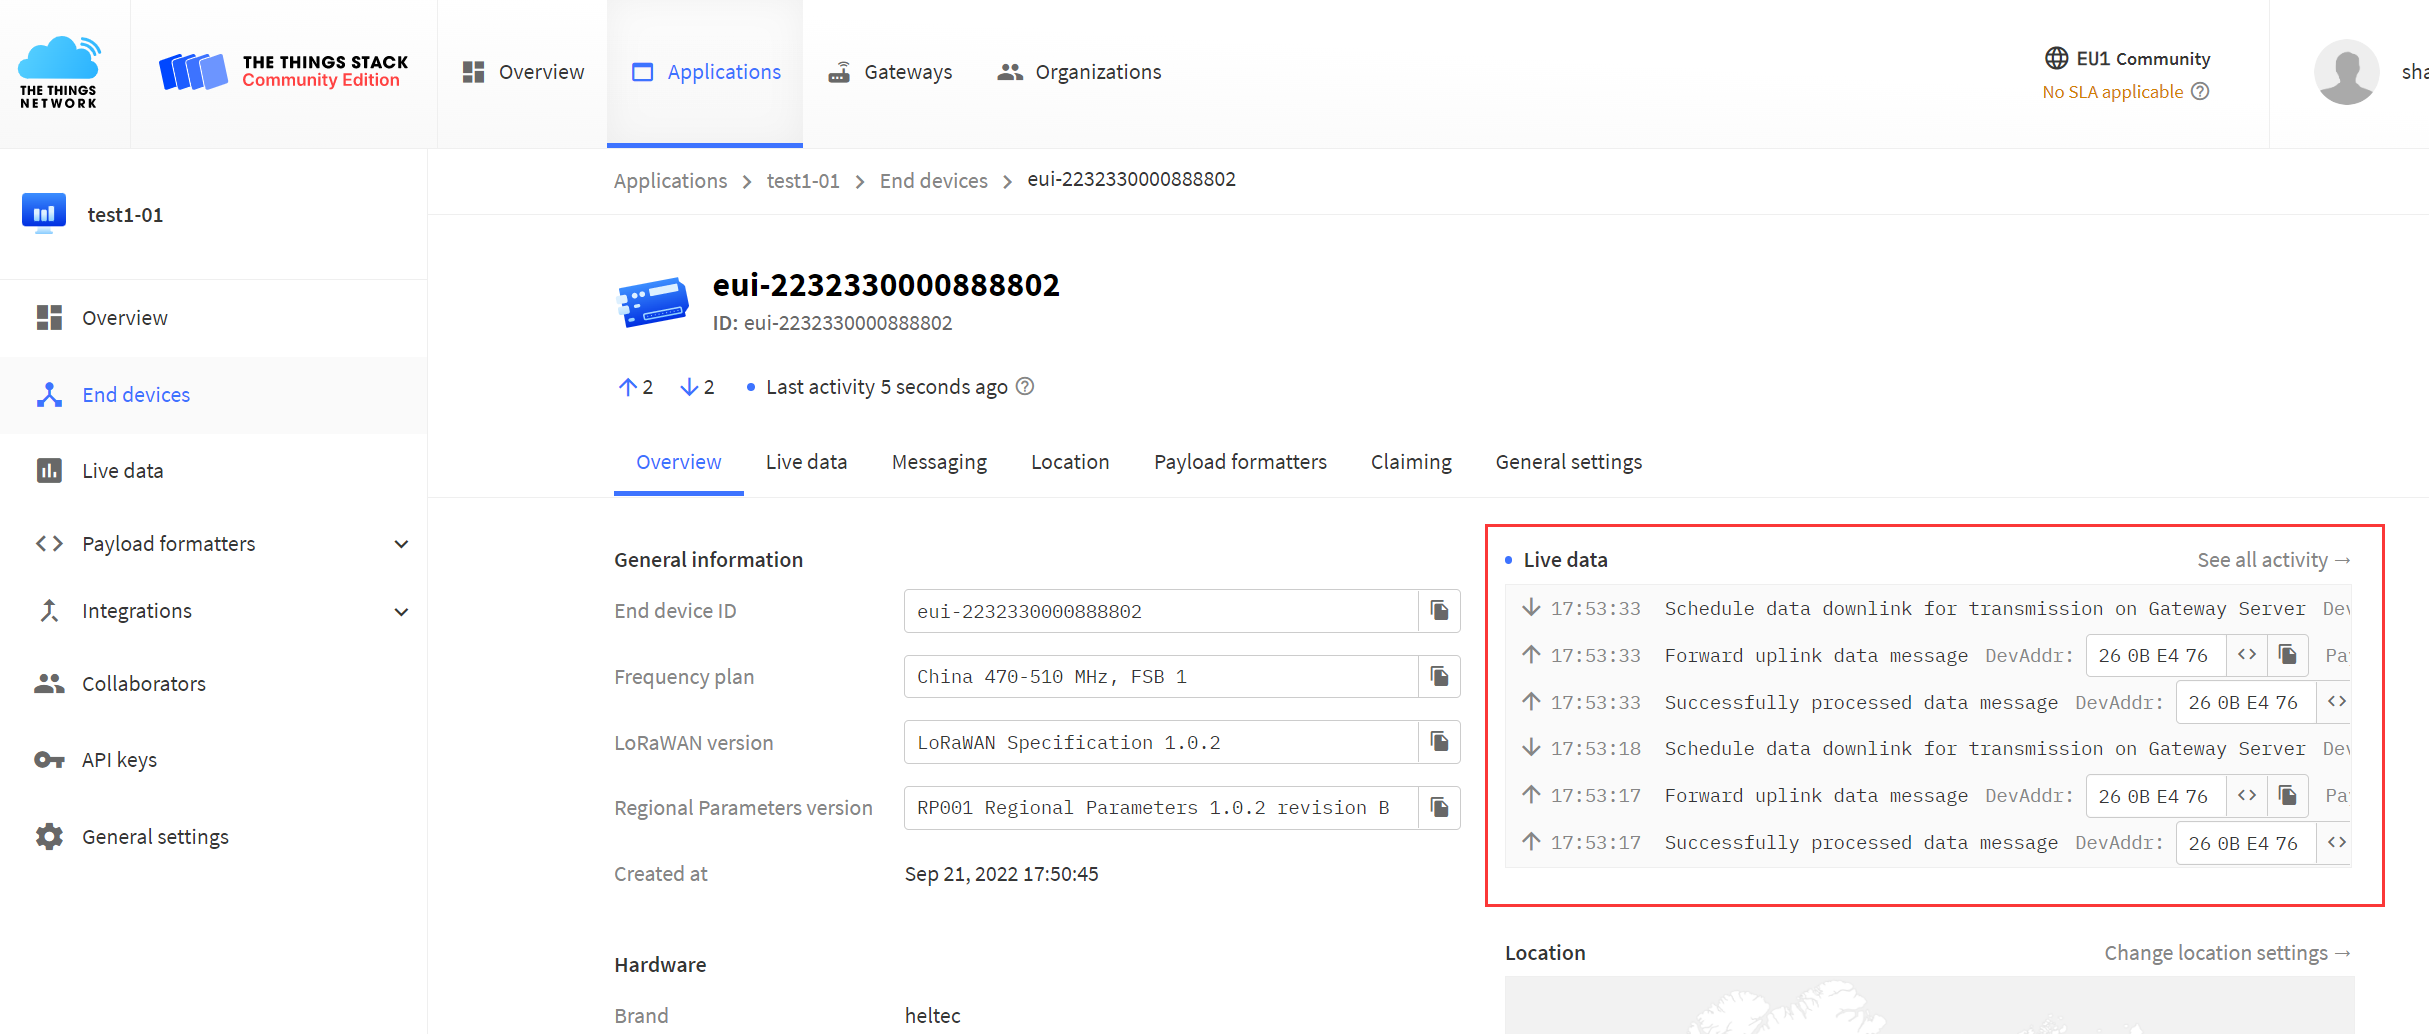 THE THINGS
NETWORK
THE THINGS STACK
Community Edition
Overview
Applications
Gateways
Organizations
EU1 Community
No SLA applicable
sha
test1-01
Overview
End devices
Live data
Payload formatters
Integrations
Collaborators
API keys
General settings
Applications > test1-01 > End devices > eui-2232330000888802
eui-2232330000888802
ID: eui-2232330000888802
↑ 2 ↓ 2 • Last activity 5 seconds ago
Overview Live data Messaging Location Payload formatters Claiming General settings
General information
End device ID eui-2232330000888802
Frequency plan China 470-510 MHz, FSB 1
LoRaWAN version LoRaWAN Specification 1.0.2
Regional Parameters version RP001 Regional Parameters 1.0.2 revision B
Created at Sep 21, 2022 17:50:45
Hardware
Brand heltec
• Live data See all activity →
↓ 17:53:33 Schedule data downlink for transmission on Gateway Server Dev
↑ 17:53:33 Forward uplink data message DevAddr: 26 0B E4 76 <> Pa
↑ 17:53:33 Successfully processed data message DevAddr: 26 0B E4 76 <>
↓ 17:53:18 Schedule data downlink for transmission on Gateway Server Dev
↑ 17:53:17 Forward uplink data message DevAddr: 26 0B E4 76 <> Pa
↑ 17:53:17 Successfully processed data message DevAddr: 26 0B E4 76 <>
Location Change location settings →